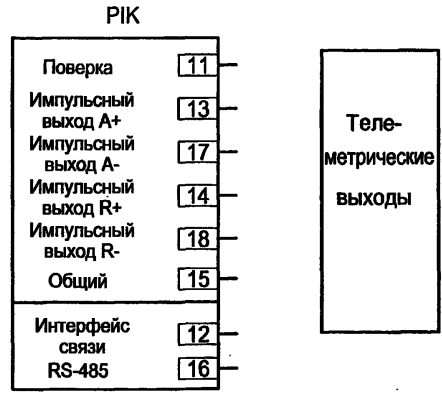 PIK
Поверка 11
Импульсный
выход A+ 13
Импульсный
выход A- 17
Импульсный
выход R+ 14
Импульсный
выход R- 18
Общий 15
Интерфейс
связи 12
RS-485 16
Теле-
метрические
выходы